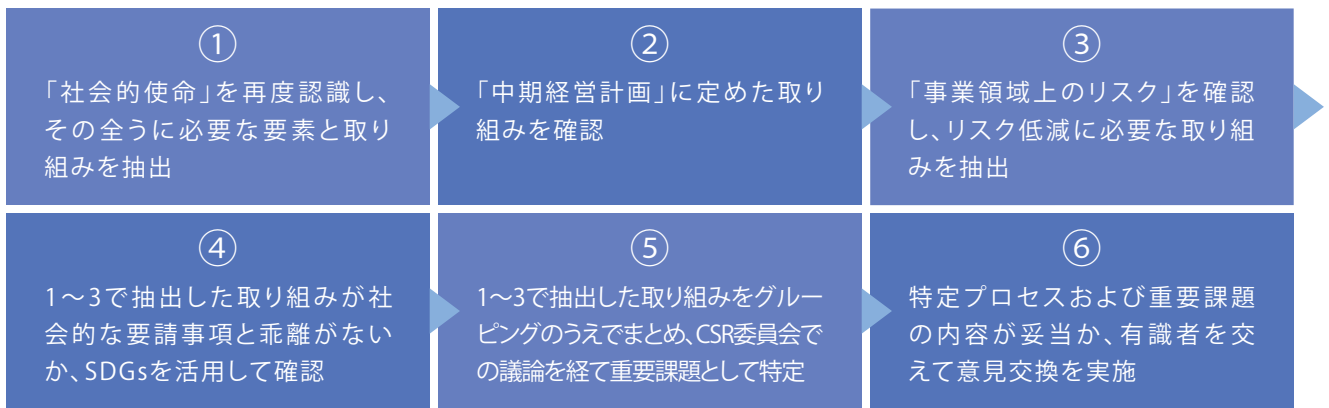 ①
「社会的使命」を再度認識し、
その全うに必要な要素と取り
組みを抽出
②
「中期経営計画」に定めた取り
組みを確認
③
「事業領域上のリスク」を確認
し、リスク低減に必要な取り組
みを抽出
④
1～3で抽出した取り組みが社
会的な要請事項と乖離がない
か、SDGsを活用して確認
⑤
1～3で抽出した取り組みをグルー
ピングのうえでまとめ、CSR委員会で
の議論を経て重要課題として特定
⑥
特定プロセスおよび重要課題
の内容が妥当か、有識者を交
えて意見交換を実施